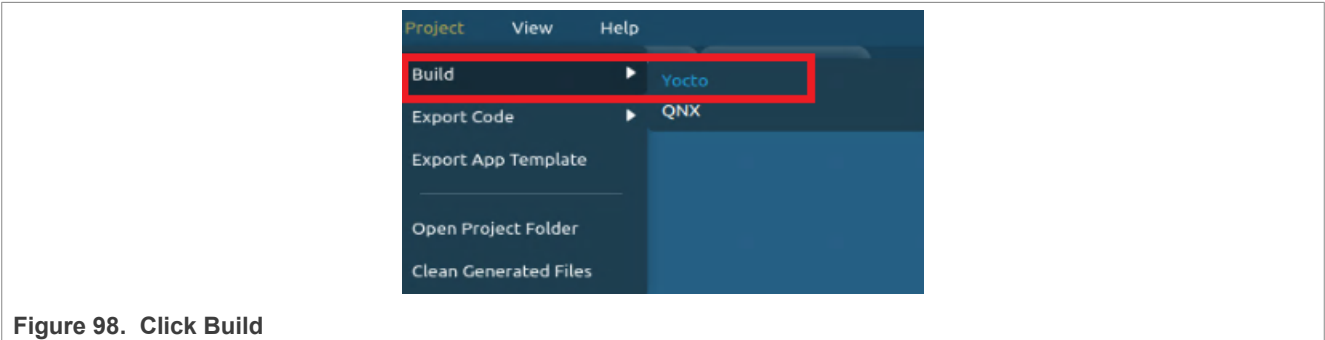 Project View Help
Build Yocto
Export Code QNX
Export App Template
Open Project Folder
Clean Generated Files
Figure 98. Click Build